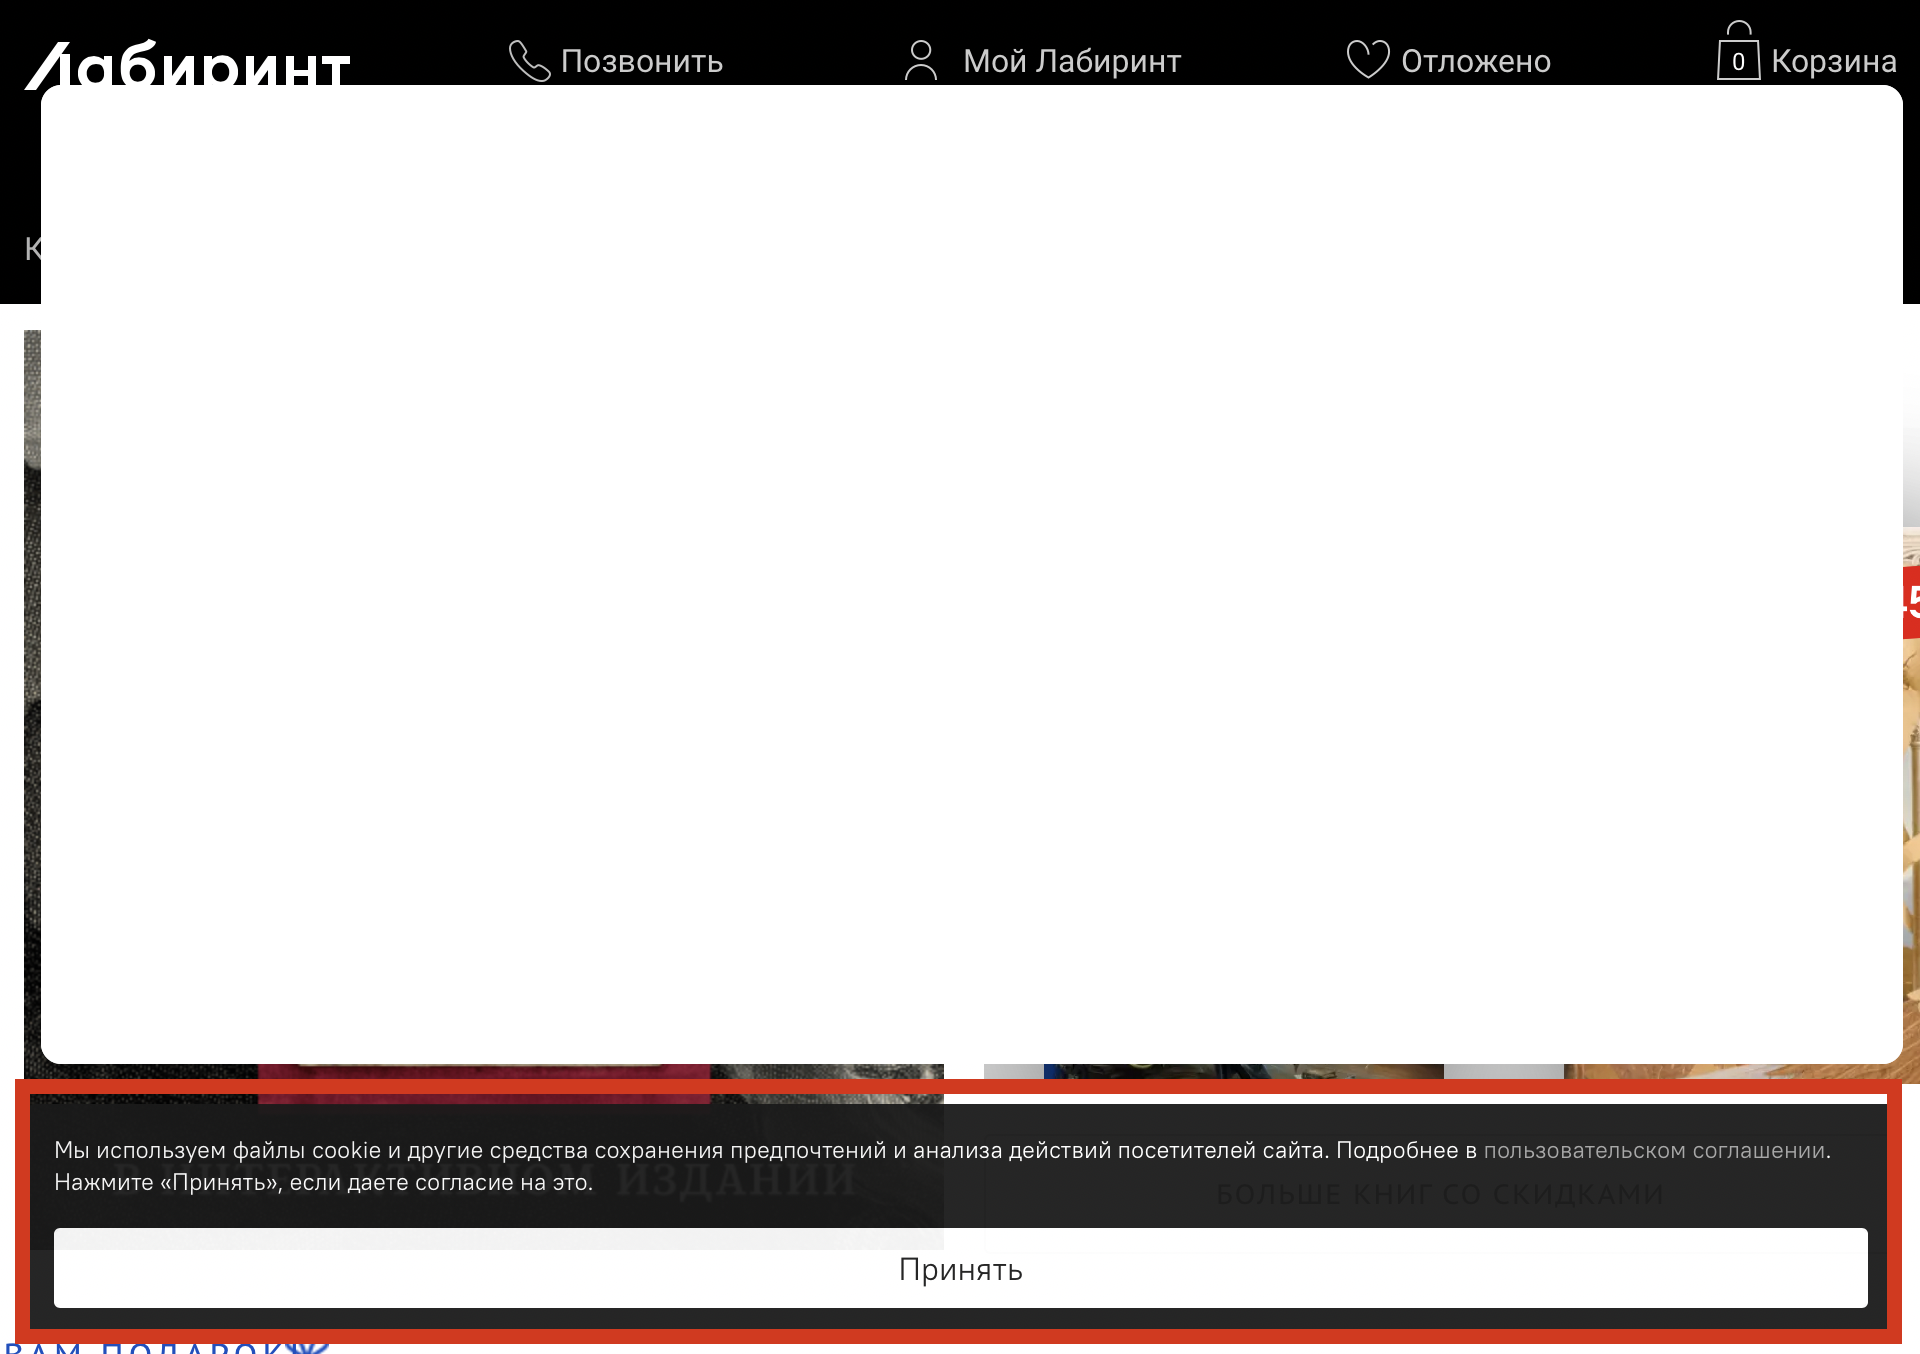 Лабиринт
Позвонить
Мой Лабиринт
Отложено
0 Корзина
К
Мы используем файлы cookie и другие средства сохранения предпочтений и анализа действий посетителей сайта. Подробнее в пользовательском соглашении.
Нажмите «Принять», если даете согласие на это.
ИНТЕРАКТИВНОМ ИЗДАНИИ
БОЛЬШЕ КНИГ СО СКИДКАМИ
Принять
ВАМ ПОДАРОК